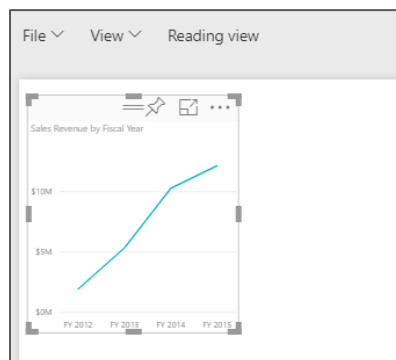 File View Reading view
Sales Revenue by Fiscal Year
$10M
$5M
$0M
FY 2012 FY 2013 FY 2014 FY 2015